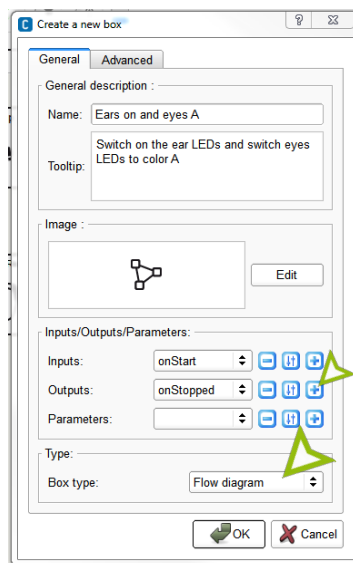 Create a new box
General
Advanced
General description :
Name: Ears on and eyes A
Switch on the ear LEDs and switch eyes
LEDs to color A
Tooltip:
Image :
Edit
Inputs/Outputs/Parameters:
Inputs: onStart
Outputs: onStopped
Parameters:
Type:
Box type: Flow diagram
OK Cancel